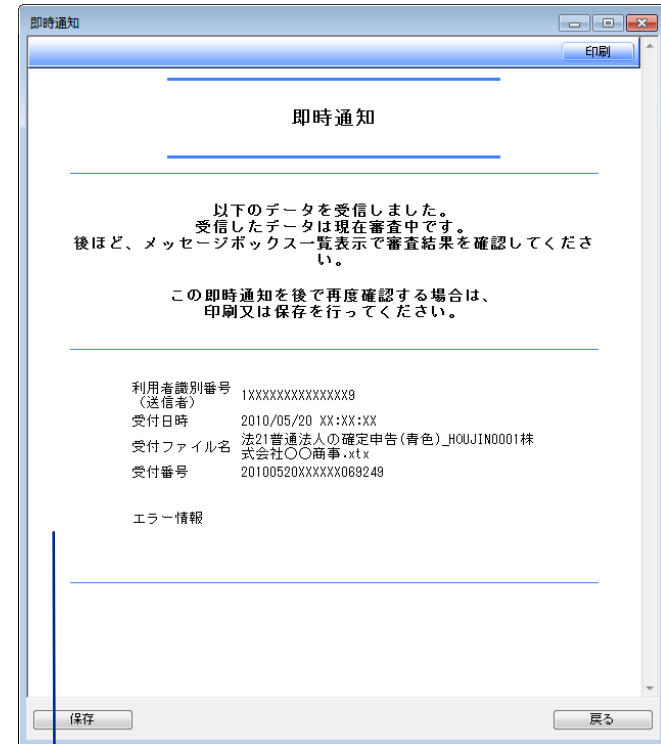 即時通知
印刷
即時通知
以下のデータを受信しました。
受信したデータは現在審査中です。
後ほど、メッセージボックス一覧表示で審査結果を確認してくださ
い。
この即時通知を後で再度確認する場合は、
印刷又は保存を行ってください。
利用者識別番号
（送信者）
1XXXXXXXXXXXXXX9
受付日時 2010/05/20 XX:XX:XX
受付ファイル名
法21普通法人の確定申告(青色)_HOUJIN0001株
式会社○○商事.xtx
受付番号 20100520XXXXXX069249
エラー情報
保存
戻る